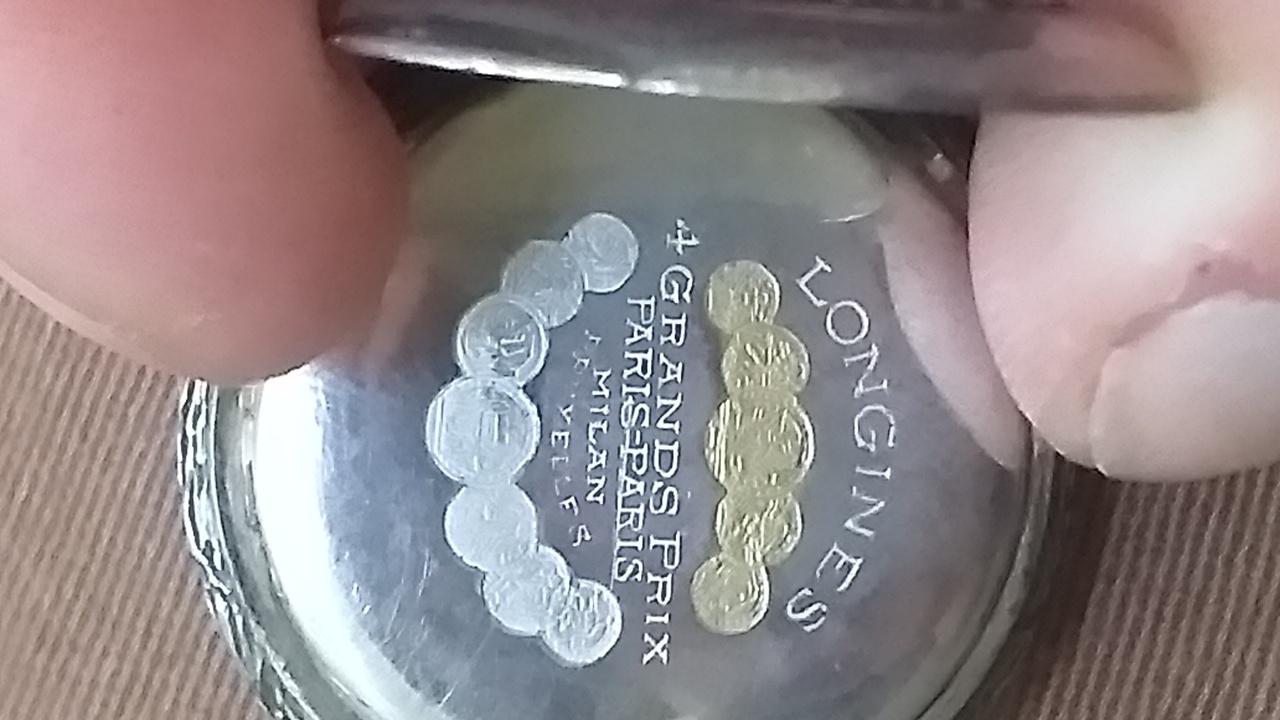 LONGINES
4 GRANDS PRIX
PARIS-PARIS
MILAN